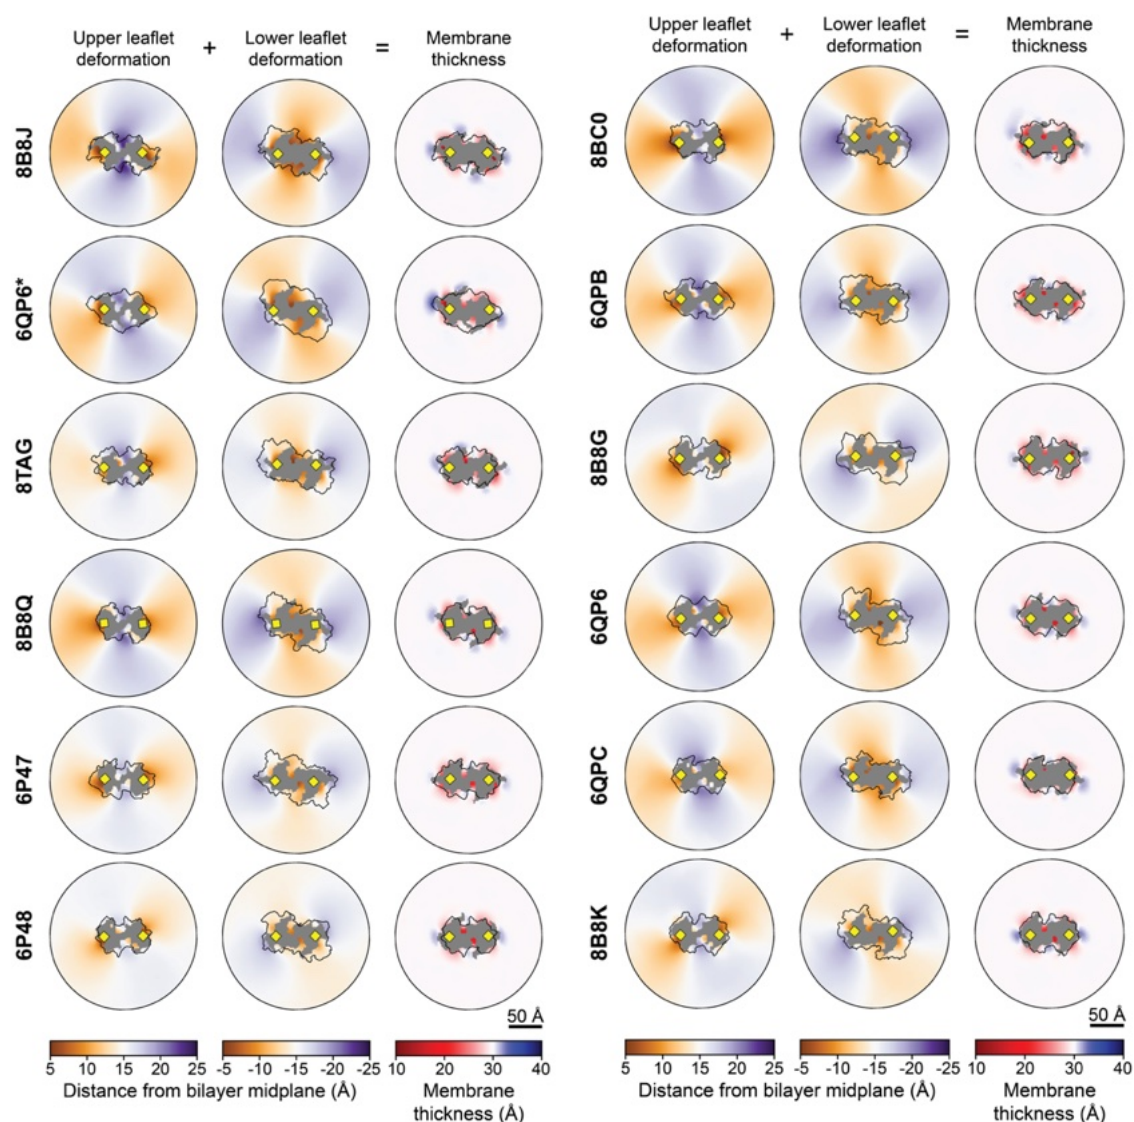 Upper leaflet deformation + Lower leaflet deformation = Membrane thickness
8B8J
6QP6*
8TAG
8B8Q
6P47
6P48
50 Å
5 10 15 20 25
-5 -10 -15 -20 -25
10 20 30 40
Distance from bilayer midplane (Å)
Membrane
thickness (Å)
Upper leaflet deformation + Lower leaflet deformation = Membrane thickness
8BC0
6QPB
8B8G
6QP6
6QPC
8B8K
50 Å
5 10 15 20 25
-5 -10 -15 -20 -25
10 20 30 40
Distance from bilayer midplane (Å)
Membrane
thickness (Å)